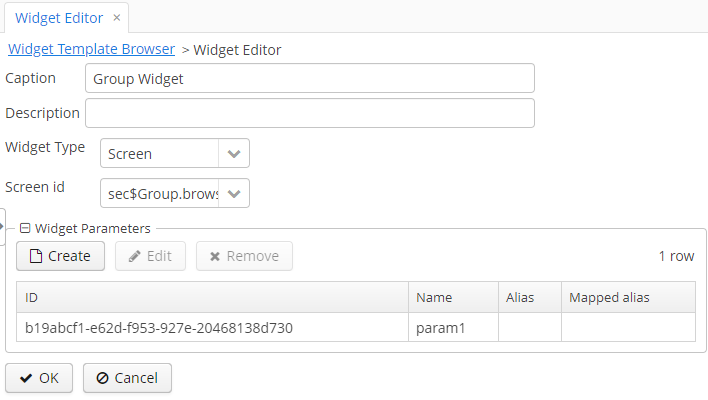 Widget Editor ×
Widget Template Browser > Widget Editor
Caption Group Widget
Description
Widget Type Screen
Screen id sec$Group.brows
Widget Parameters
Create Edit Remove 1 row
ID Name Alias Mapped alias
b19abcf1-e62d-f953-927e-20468138d730 param1
OK Cancel